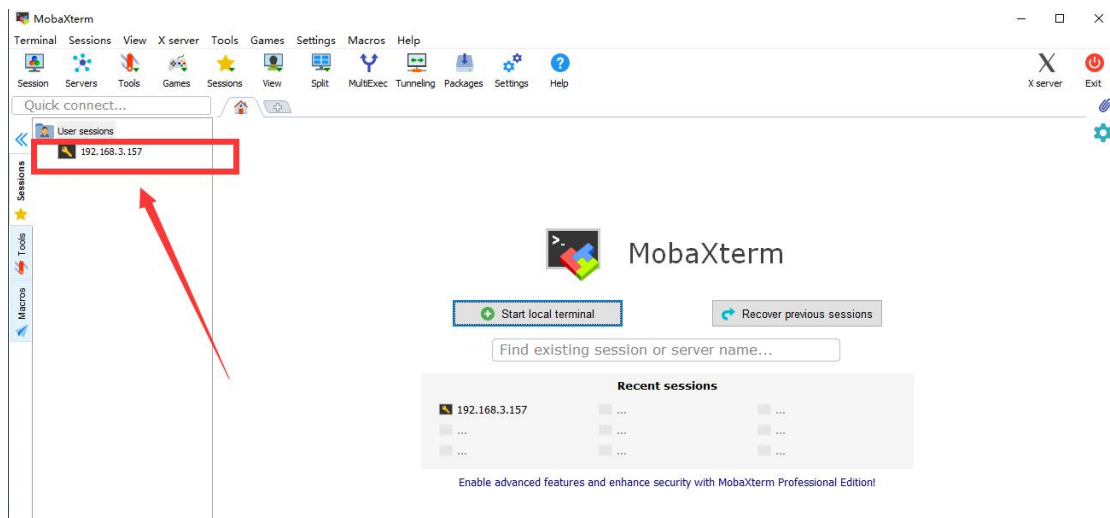 MobaXterm
Terminal Sessions View X server Tools Games Settings Macros Help
Session Servers Tools Games Sessions View Split MultiExec Tunneling Packages Settings Help X server Exit
Quick connect...
User sessions
192.168.3.157
Sessions
Tools
Macros
>_
MobaXterm
Start local terminal Recover previous sessions
Find existing session or server name...
Recent sessions
192.168.3.157 ... ...
... ... ...
... ... ...
Enable advanced features and enhance security with MobaXterm Professional Edition!